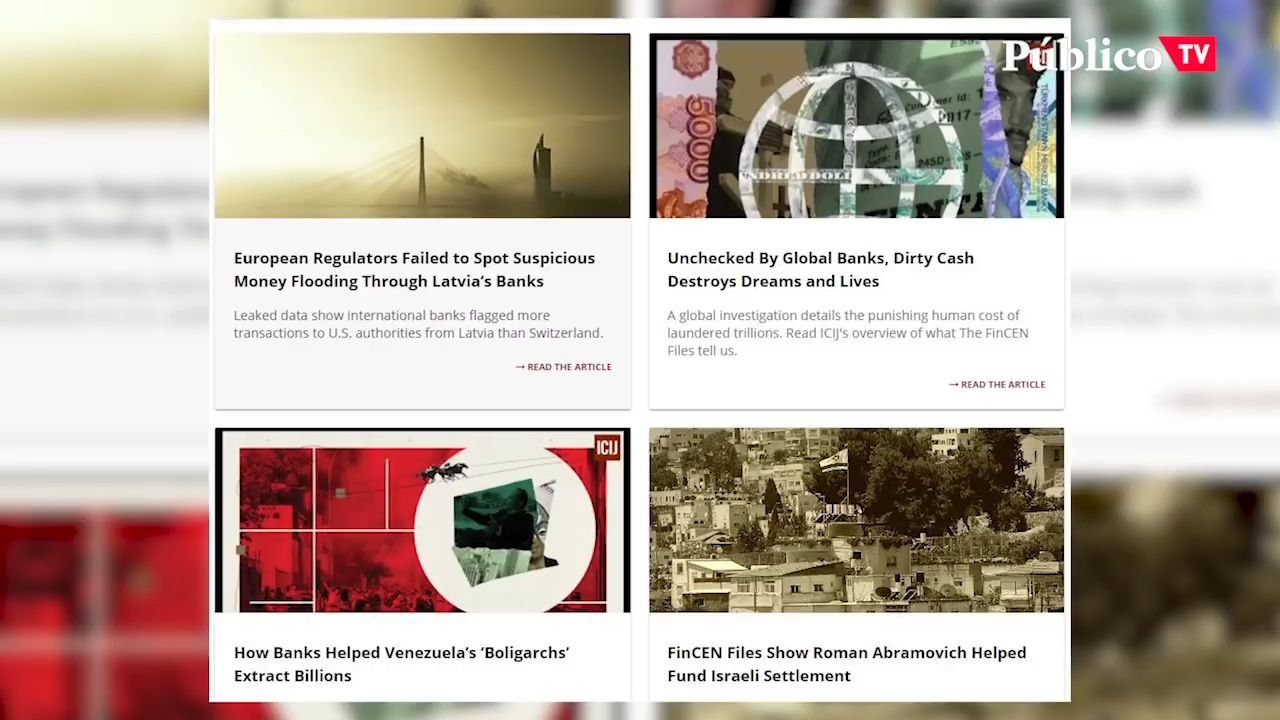 Público TV
5000
European Regulators Failed to Spot Suspicious
Money Flooding Through Latvia’s Banks
Leaked data show international banks flagged more
transactions to U.S. authorities from Latvia than Switzerland.
→ READ THE ARTICLE
Unchecked By Global Banks, Dirty Cash
Destroys Dreams and Lives
A global investigation details the punishing human cost of
laundered trillions. Read ICIJ's overview of what The FinCEN
Files tell us.
→ READ THE ARTICLE
ICIJ
How Banks Helped Venezuela’s ‘Boligarchs’
Extract Billions
FinCEN Files Show Roman Abramovich Helped
Fund Israeli Settlement